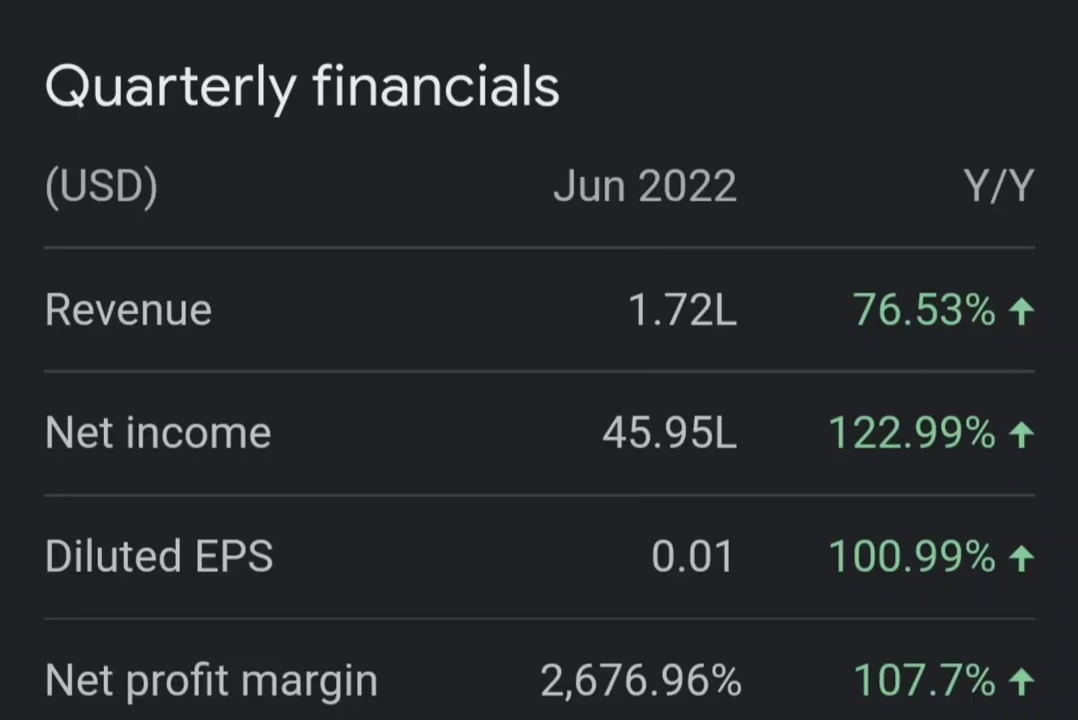 Quarterly financials
(USD) Jun 2022 Y/Y
Revenue 1.72L 76.53% ↑
Net income 45.95L 122.99% ↑
Diluted EPS 0.01 100.99% ↑
Net profit margin 2,676.96% 107.7% ↑